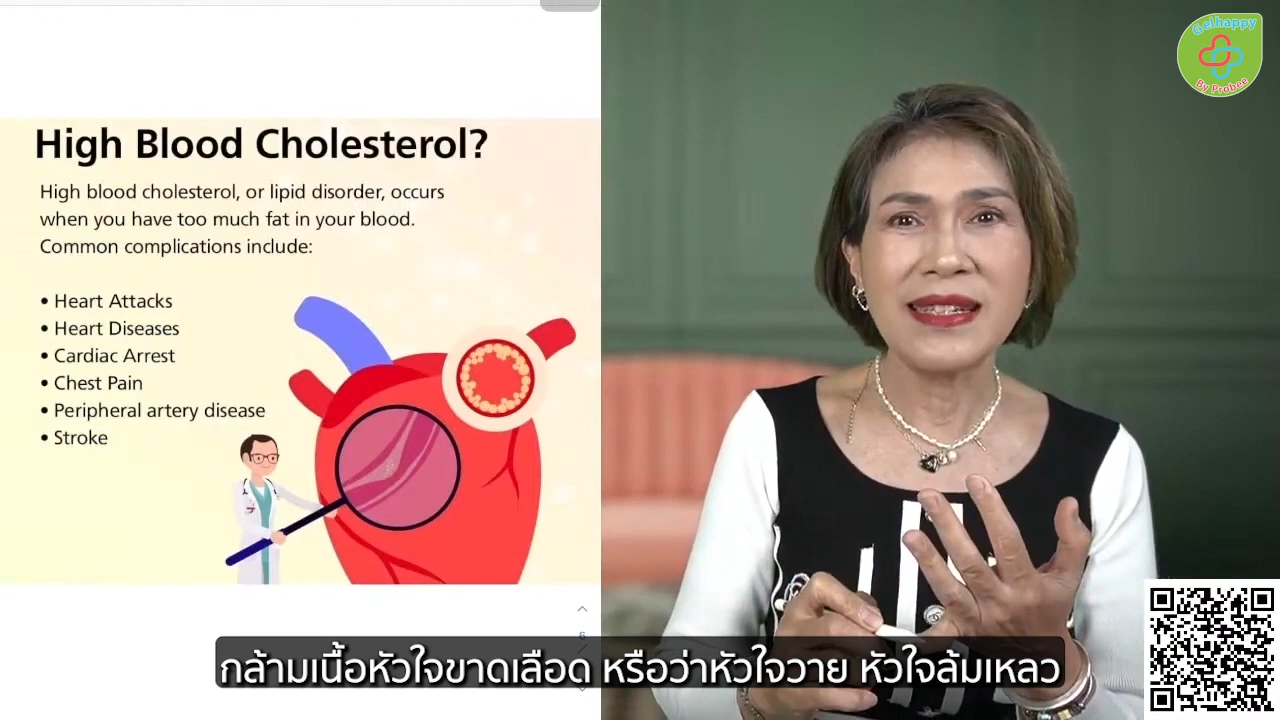 High Blood Cholesterol?
High blood cholesterol, or lipid disorder, occurs
when you have too much fat in your blood.
Common complications include:
• Heart Attacks
• Heart Diseases
• Cardiac Arrest
• Chest Pain
• Peripheral artery disease
• Stroke
Gelhappy
By Probee
6
กล้ามเนื้อหัวใจขาดเลือด หรือว่าหัวใจวาย หัวใจล้มเหลว